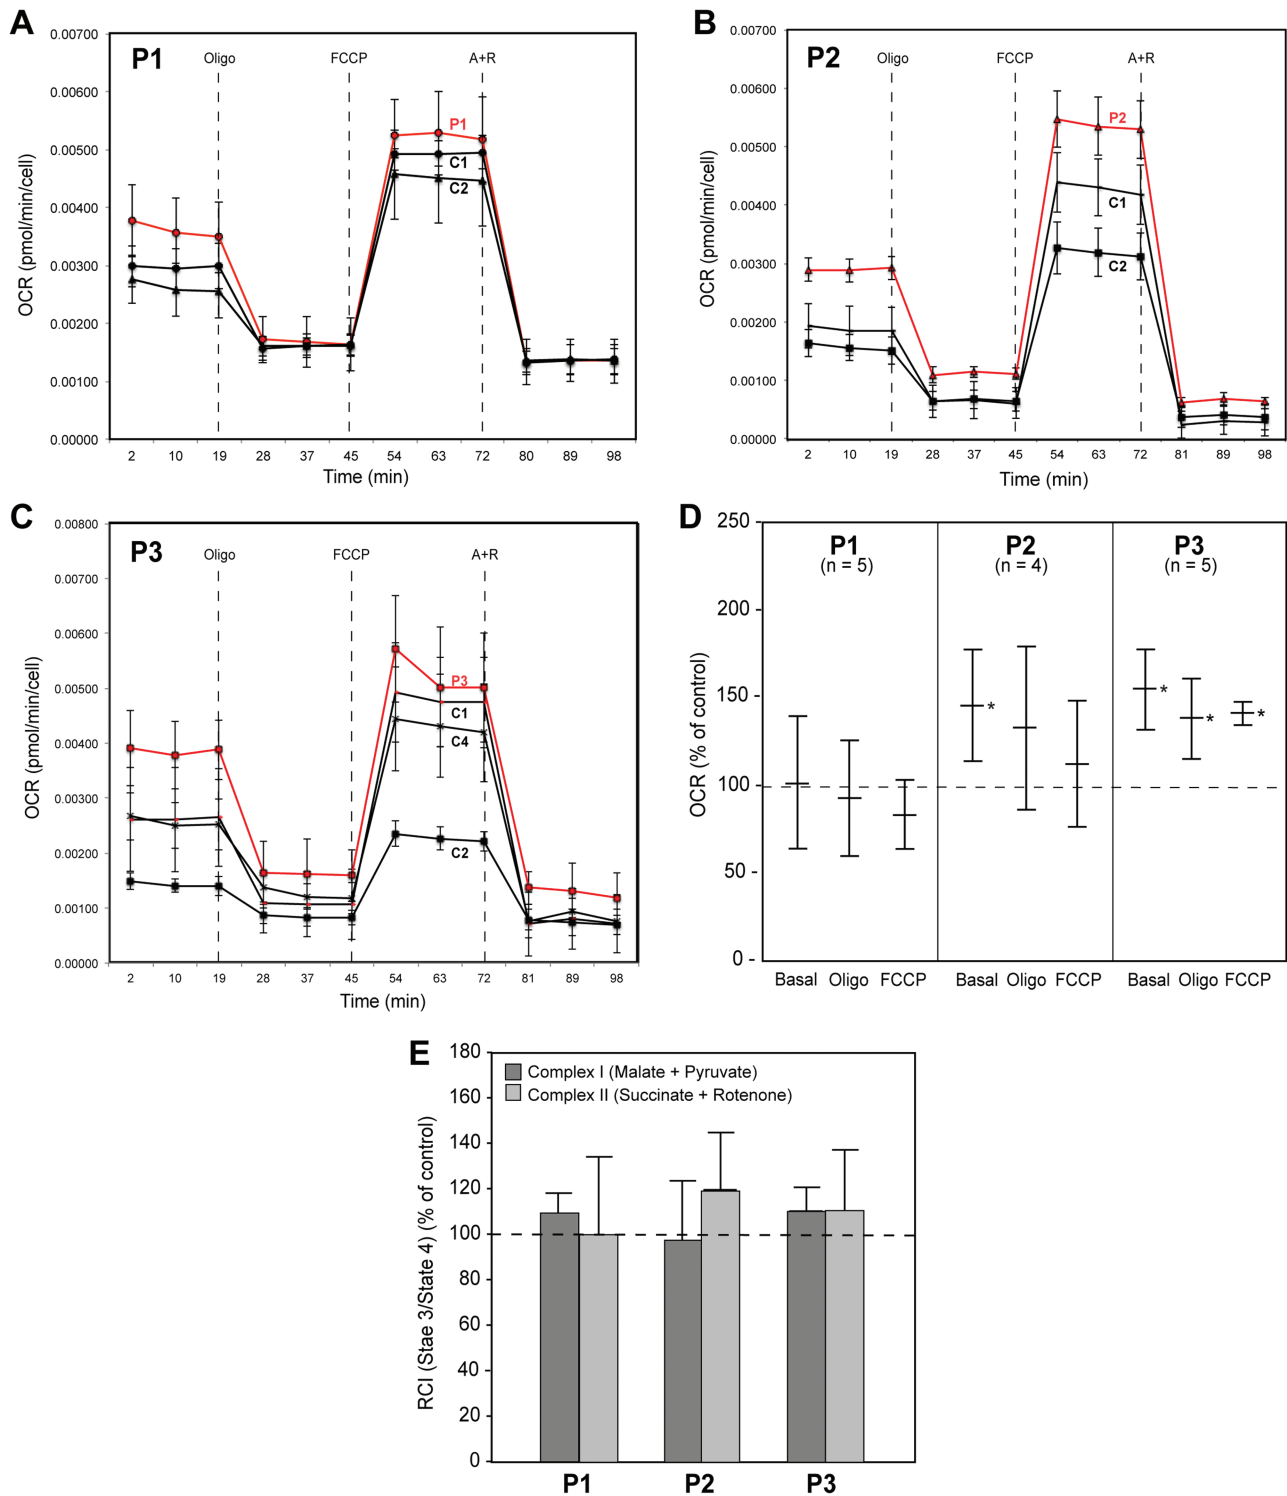 A
P1
Oligo
FCCP
A+R
0.00700
0.00600
0.00500
0.00400
0.00300
0.00200
0.00100
0.00000
OCR (pmol/min/cell)
P1
C1
C2
2 10 19 28 37 45 54 63 72 80 89 98
Time (min)
B
P2
Oligo
FCCP
A+R
0.00700
0.00600
0.00500
0.00400
0.00300
0.00200
0.00100
0.00000
OCR (pmol/min/cell)
P2
C1
C2
2 10 19 28 37 45 54 63 72 81 89 98
Time (min)
C
P3
Oligo
FCCP
A+R
0.00800
0.00700
0.00600
0.00500
0.00400
0.00300
0.00200
0.00100
0.00000
OCR (pmol/min/cell)
P3
C1
C4
C2
2 10 19 28 37 45 54 63 72 81 89 98
Time (min)
D
250
200
150
100
50
0
OCR (% of control)
P1
(n = 5)
P2
(n = 4)
P3
(n = 5)
*
*
*
*
Basal Oligo FCCP
Basal Oligo FCCP
Basal Oligo FCCP
E
180
160
140
120
100
80
60
40
20
0
RCI (Stae 3/State 4) (% of control)
Complex I (Malate + Pyruvate)
Complex II (Succinate + Rotenone)
P1 P2 P3